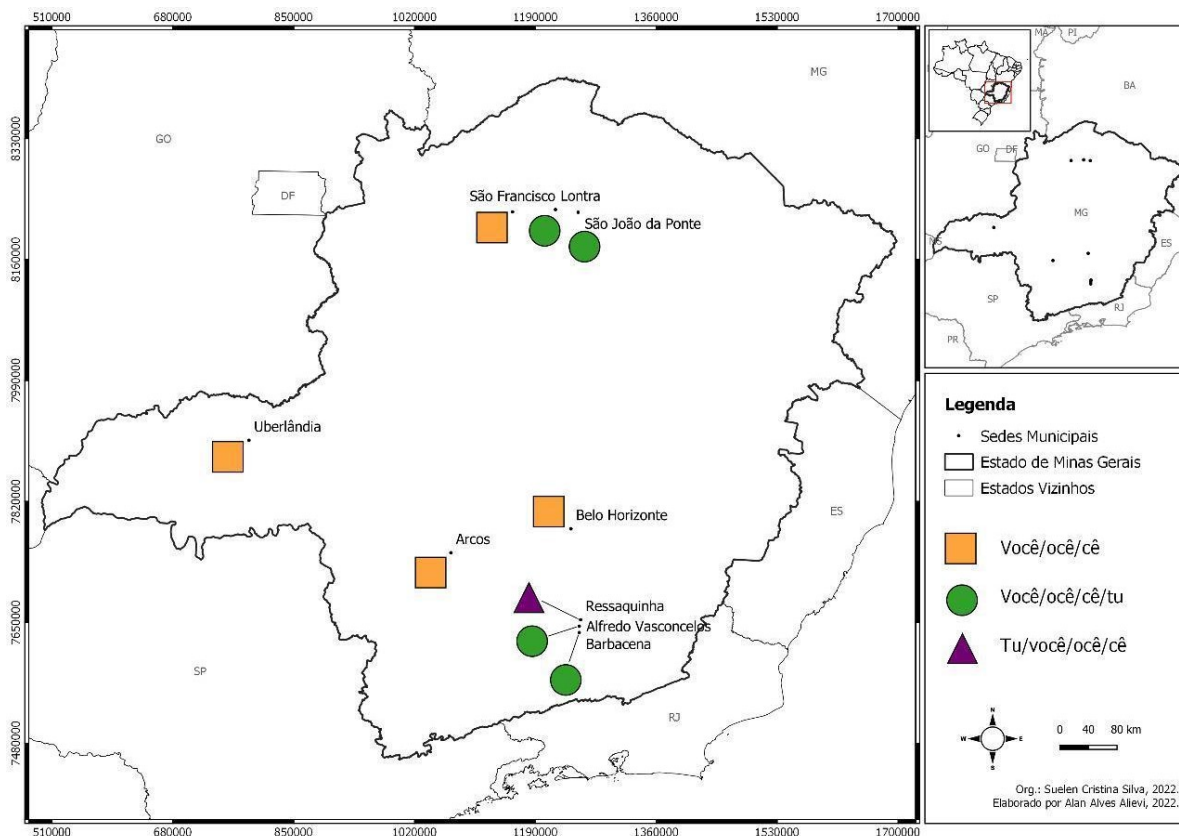 510000 680000 850000 1020000 1190000 1360000 1530000 1700000
8330000
8160000
7990000
7820000
7650000
7480000
MG
GO
DF
São Francisco Lontra
São João da Ponte
Uberlândia
Belo Horizonte
Arcos
Ressaquinha
Alfredo Vasconcelos
Barbacena
ES
SP
RJ
510000 680000 850000 1020000 1190000 1360000 1530000 1700000
MA PI
BA
GO DF
MG
MS
ES
SP
RJ
PR
Legenda
Sedes Municipais
Estado de Minas Gerais
Estados Vizinhos
Você/ocê/cê
Você/ocê/cê/tu
Tu/você/ocê/cê
N
W E
S
0 40 80 km
Org.: Suelen Cristina Silva, 2022.
Elaborado por Alan Alves Alievi, 2022.